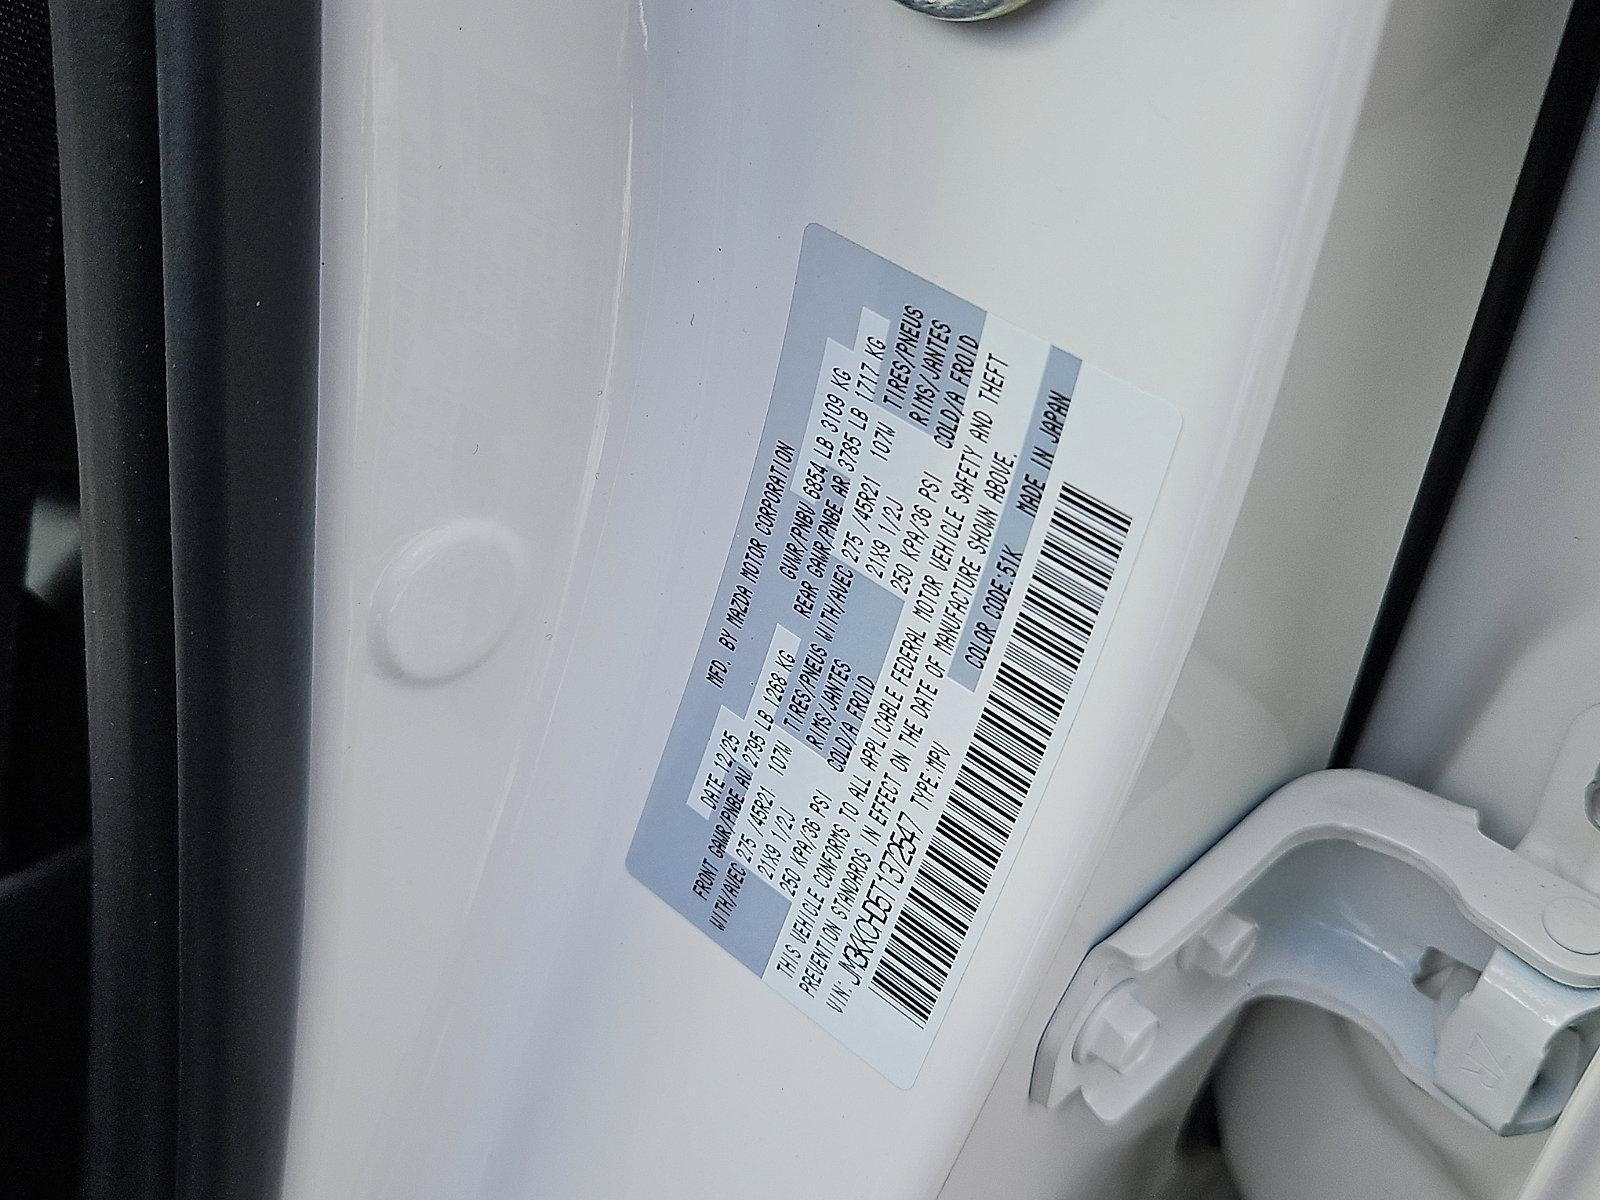 MFD. BY MAZDA MOTOR CORPORATION
DATE 12/25 GVWR/PNBV 6854 LB 3109 KG
FRONT GAWR/PNBE AV 2795 LB 1268 KG REAR GAWR/PNBE AR 3785 LB 1717 KG
WITH/AVEC 275 /45R21 107W TIRES/PNEUS WITH/AVEC 275 /45R21 107W TIRES/PNEUS
21X9 1/2J RIMS/JANTES 21X9 1/2J RIMS/JANTES
250 KPA/36 PSI COLD/A FROID 250 KPA/36 PSI COLD/A FROID
THIS VEHICLE CONFORMS TO ALL APPLICABLE FEDERAL MOTOR VEHICLE SAFETY AND THEFT
PREVENTION STANDARDS IN EFFECT ON THE DATE OF MANUFACTURE SHOWN ABOVE.
VIN: JM3KKCHD5T1372547 TYPE:MPV COLOR CODE:51K MADE IN JAPAN